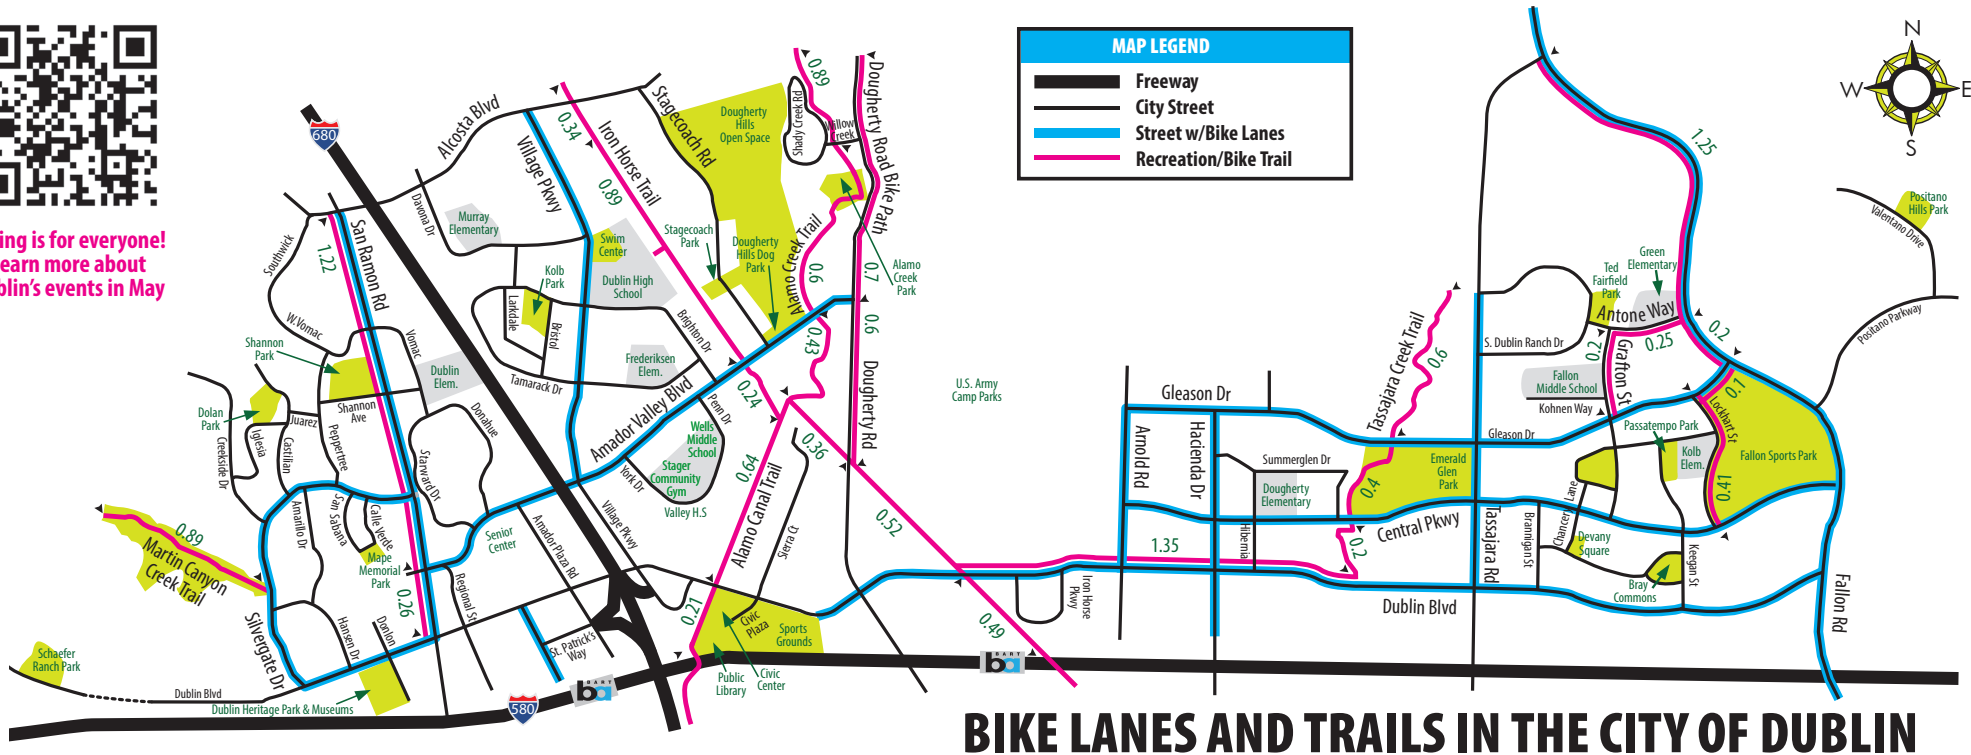 ing is for everyone!
earn more about
blin's events in May
MAP LEGEND
Freeway
City Street
Street w/Bike Lanes
Recreation/Bike Trail
N
W
E
S
680
Alcosta Blvd
Village Pkwy
0.34
Iron Horse Trail
0.89
Stagecoach Rd
Dougherty
Hills
Open Space
0.89
Shady Creek Rd
Willow
Creek
Dougherty Road Bike Path
Davona Dr
Murray
Elementary
Swim
Center
Dublin High
School
Stagecoach
Park
Dougherty
Hills Dog
Park
Alamo Creek Trail
0.6
0.7
Alamo
Creek
Park
Southwick
1.22
San Ramon Rd
W.Vomac
Vomac
Kolb
Park
Larkdale
Bristol
Brighton Dr
Tamarack Dr
Frederiksen
Elem.
0.43
0.6
Dougherty Rd
Shannon
Park
Dublin
Elem.
Shannon
Ave
Donahue
Starward Dr
Peppertree
Dolan
Park
Juarez
Iglesia
Castilian
Creekside Dr
Amador Valley Blvd
Penn Dr
0.24
Wells
Middle
School
Stager
Community
Gym
Valley H.S
York Dr
0.64
0.36
0.52
Alamo Canal Trail
Sierra Ct
U.S. Army
Camp Parks
Amarillo Dr
San Sabana
Calle Verde
Mape
Memorial
Park
0.26
Senior
Center
Amador Plaza Rd
Village Pkwy
Regional St
0.89
Martin Canyon
Creek Trail
Silvergate Dr
Hansen Dr
Donlon
St. Patrick's
Way
0.21
Civic
Plaza
Sports
Grounds
Public
Library
Civic
Center
Schaefer
Ranch Park
Dublin Blvd
Dublin Heritage Park & Museums
580
BART
ba
0.49
BART
ba
1.35
Iron Horse
Pkwy
Gleason Dr
Arnold Rd
Hacienda Dr
Summerglen Dr
Dougherty
Elementary
Hibernia
0.4
0.2
Central Pkwy
Dublin Blvd
Tassajara Creek Trail
0.6
Emerald
Glen
Park
Tassajara Rd
S. Dublin Ranch Dr
Fallon
Middle School
Kohnen Way
Gleason Dr
Brannigan St
Chancery Lane
Devany
Square
Bray
Commons
Keegan St
Ted
Fairfield
Park
Green
Elementary
Antone Way
0.2
0.25
Grafton St
0.2
0.1
Lockhart St
Passatempo Park
Kolb
Elem.
0.41
Fallon Sports Park
Fallon Rd
1.25
Positano
Hills Park
Valentano Drive
Positano Parkway
BIKE LANES AND TRAILS IN THE CITY OF DUBLIN